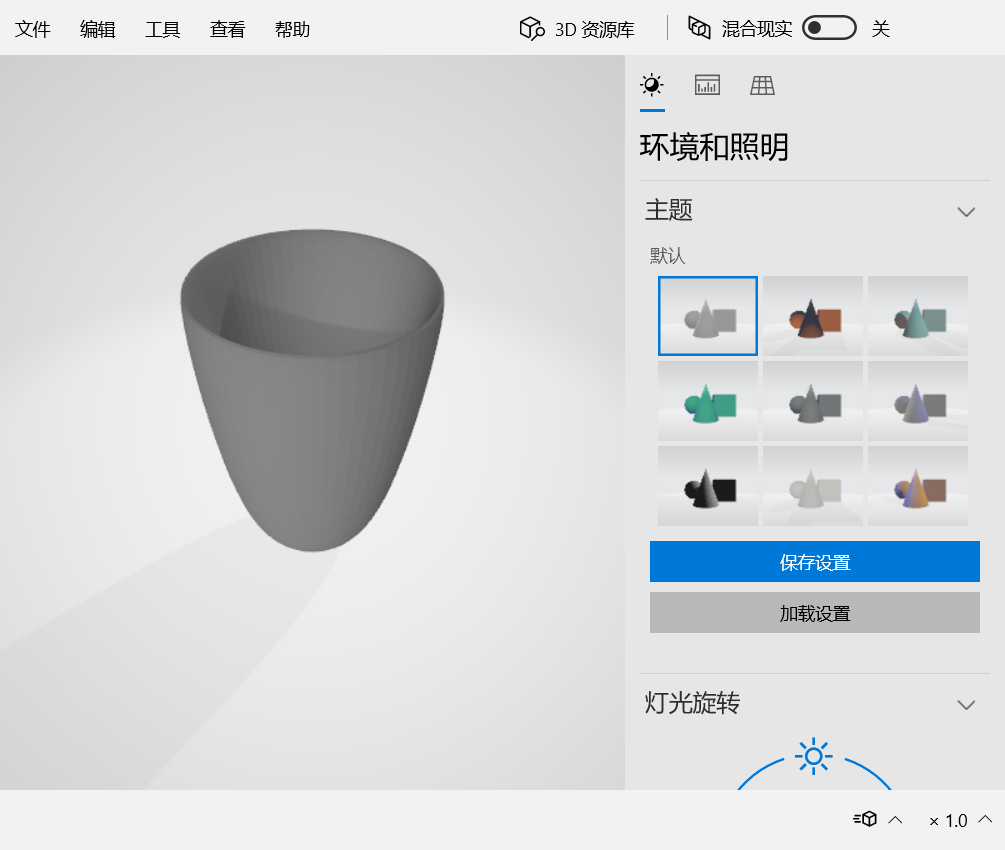 文件 编辑 工具 查看 帮助 3D 资源库 混合现实 关
环境和照明
主题
默认
保存设置
加载设置
灯光旋转
× 1.0